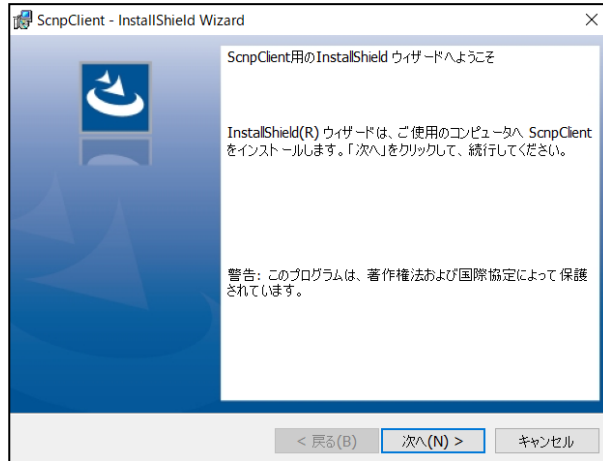 ScnpClient - InstallShield Wizard
ScnpClient用のInstallShield ウィザードへようこそ
InstallShield(R) ウィザードは、ご使用のコンピュータへ ScnpClient
をインストールします。「次へ」をクリックして、続行してください。
警告: このプログラムは、著作権法および国際協定によって保護
されています。
< 戻る(B) 次へ(N) > キャンセル